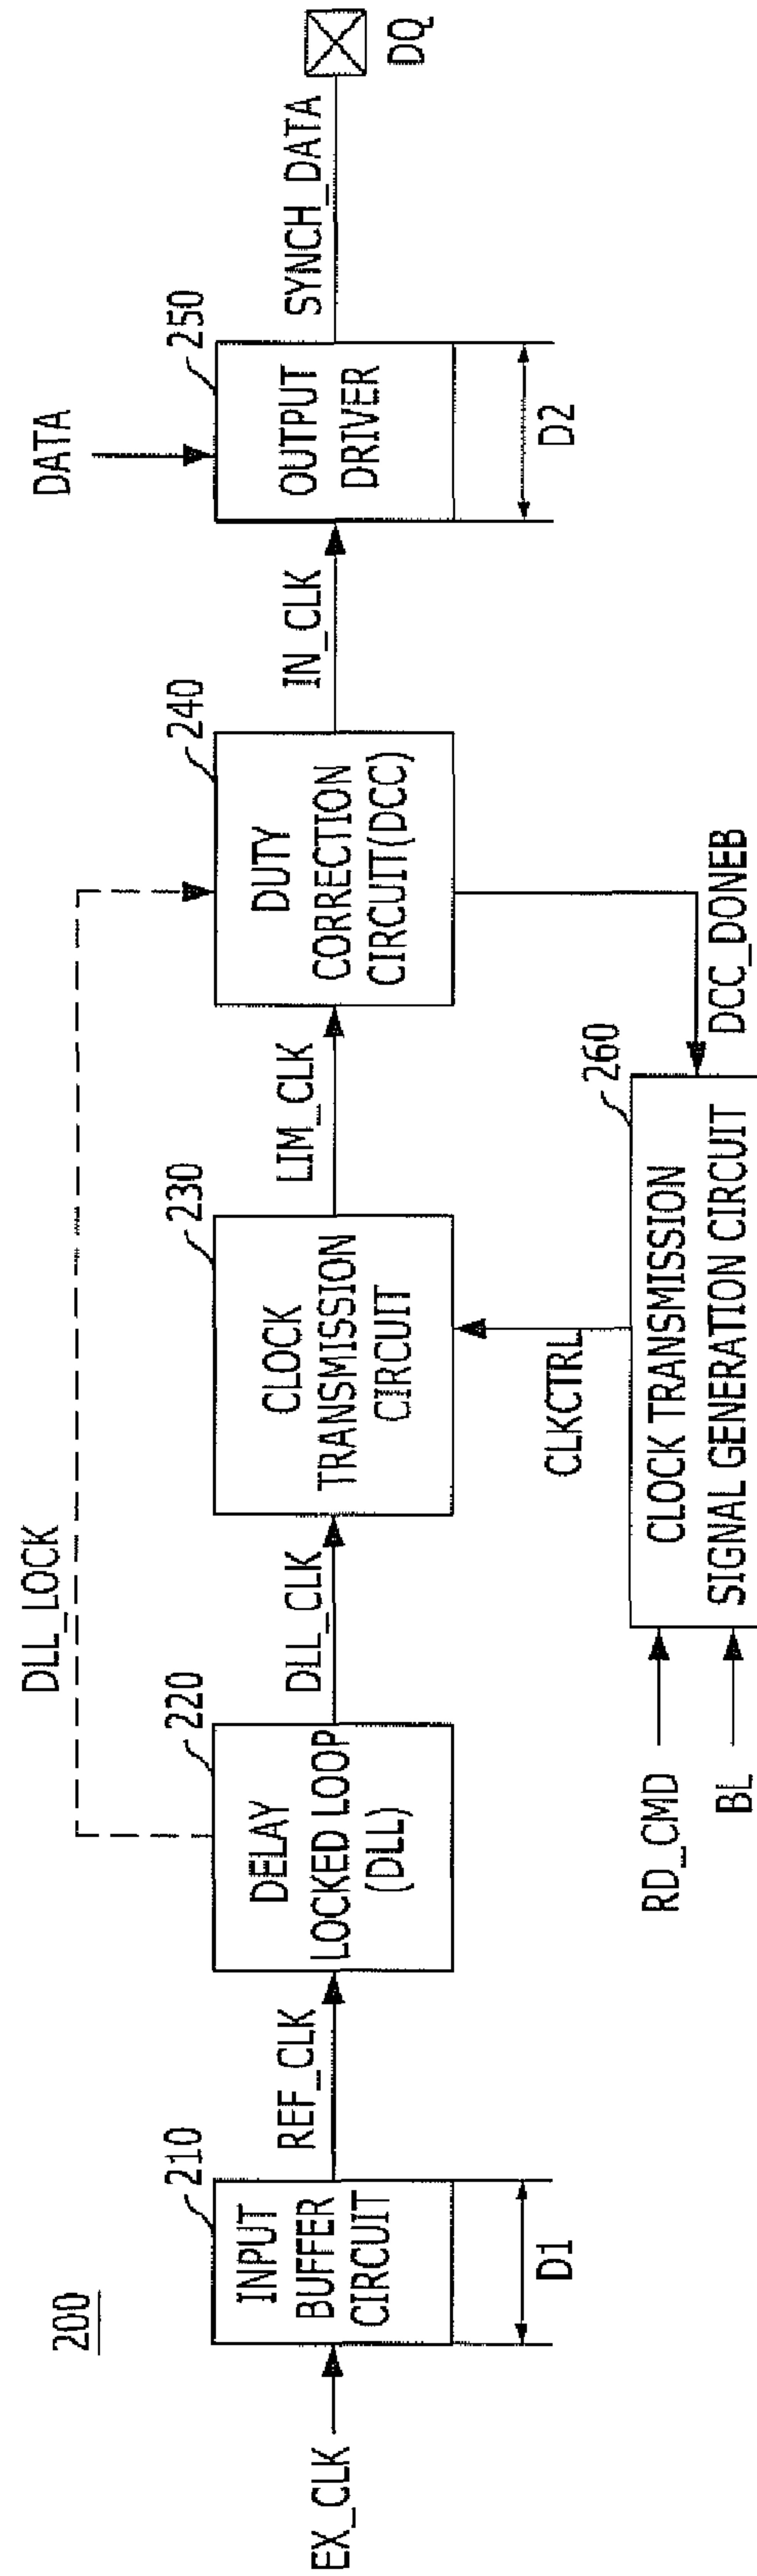 200
EX_CLK
210
INPUT
BUFFER
CIRCUIT
D1
REF_CLK
220
DELAY
LOCKED LOOP
(DLL)
DLL_LOCK
DLL_CLK
230
CLOCK
TRANSMISSION
CIRCUIT
LIM_CLK
240
DUTY
CORRECTION
CIRCUIT(DCC)
IN_CLK
DATA
250
OUTPUT
DRIVER
D2
SYNCH_DATA
DQ
RD_CMD
BL
260
CLOCK TRANSMISSION
SIGNAL GENERATION CIRCUIT
CLKCTRL
DCC_DONEB